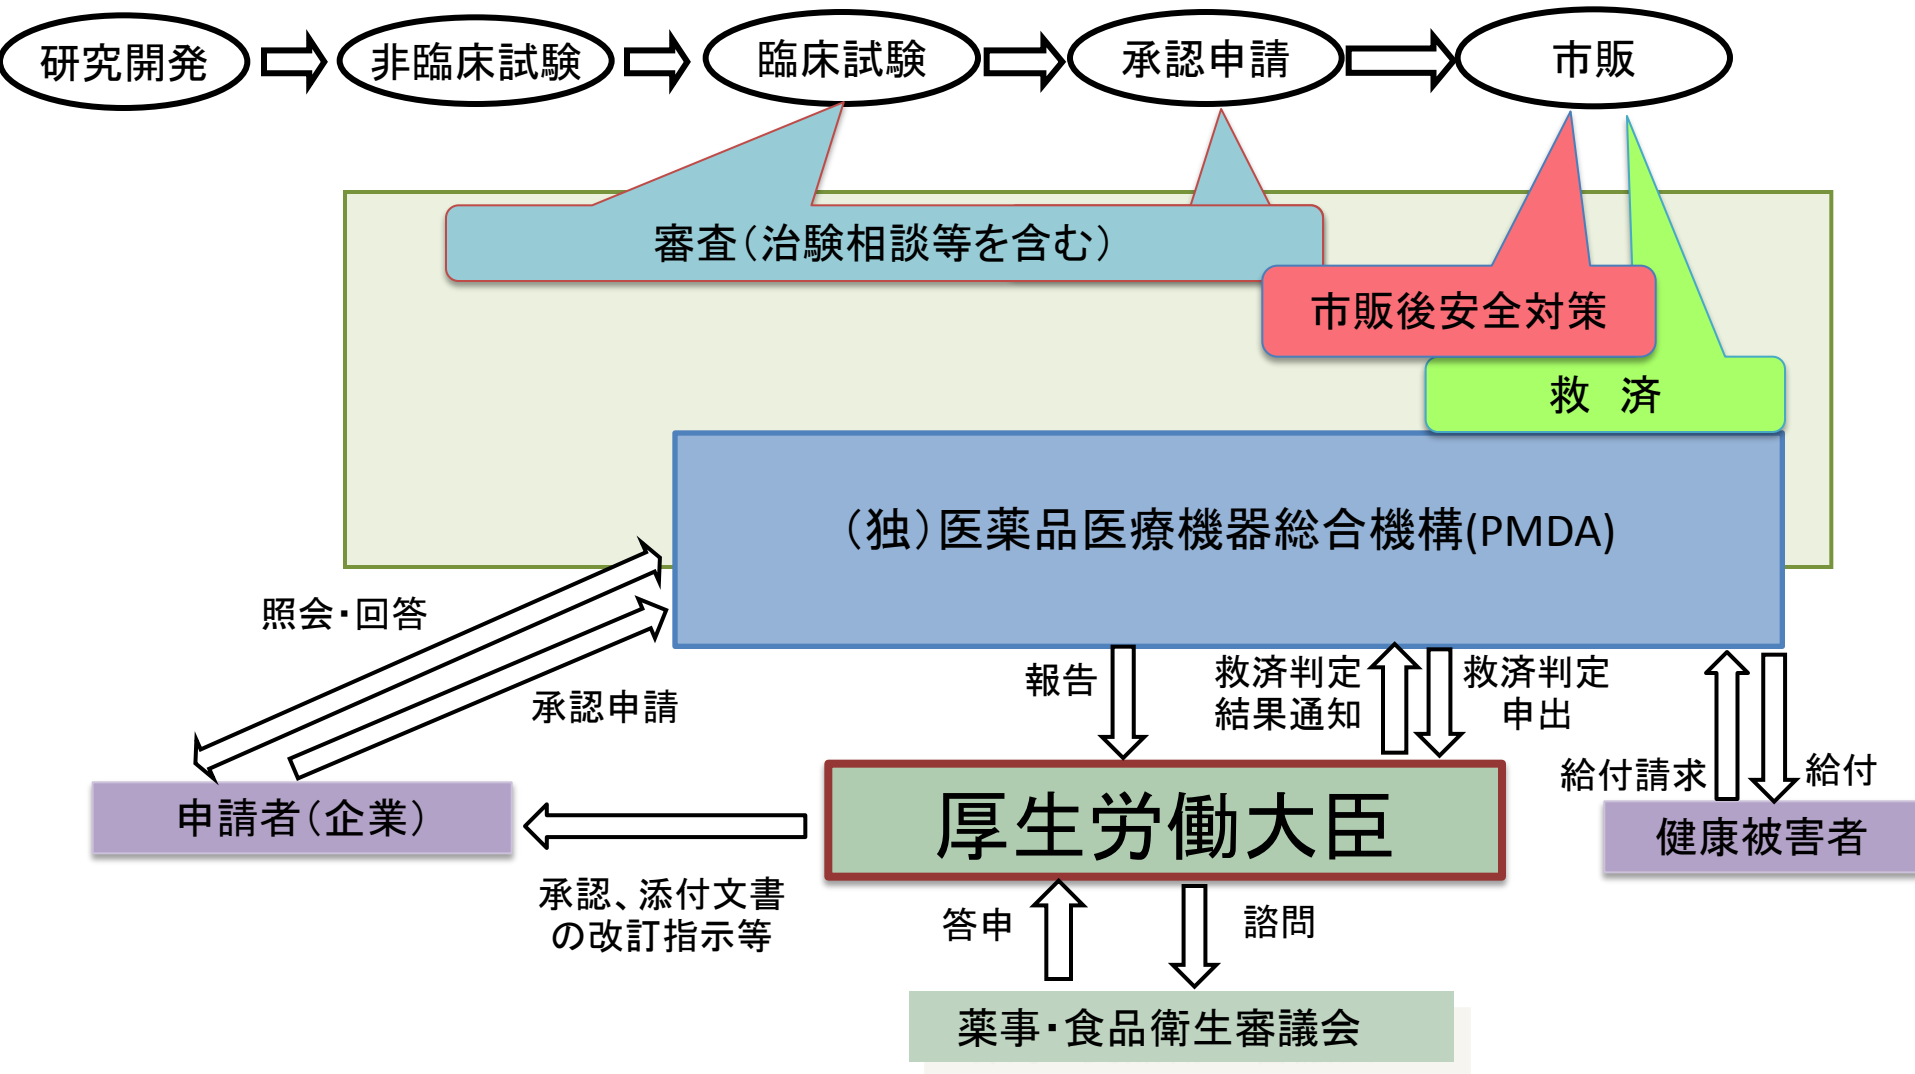 研究開発
非臨床試験
臨床試験
承認申請
市販
審査（治験相談等を含む）
市販後安全対策
救　済
（独）医薬品医療機器総合機構(PMDA)
照会・回答
承認申請
報告
救済判定
結果通知
救済判定
申出
給付請求
給付
申請者（企業）
厚生労働大臣
健康被害者
承認、添付文書
の改訂指示等
答申
諮問
薬事・食品衛生審議会